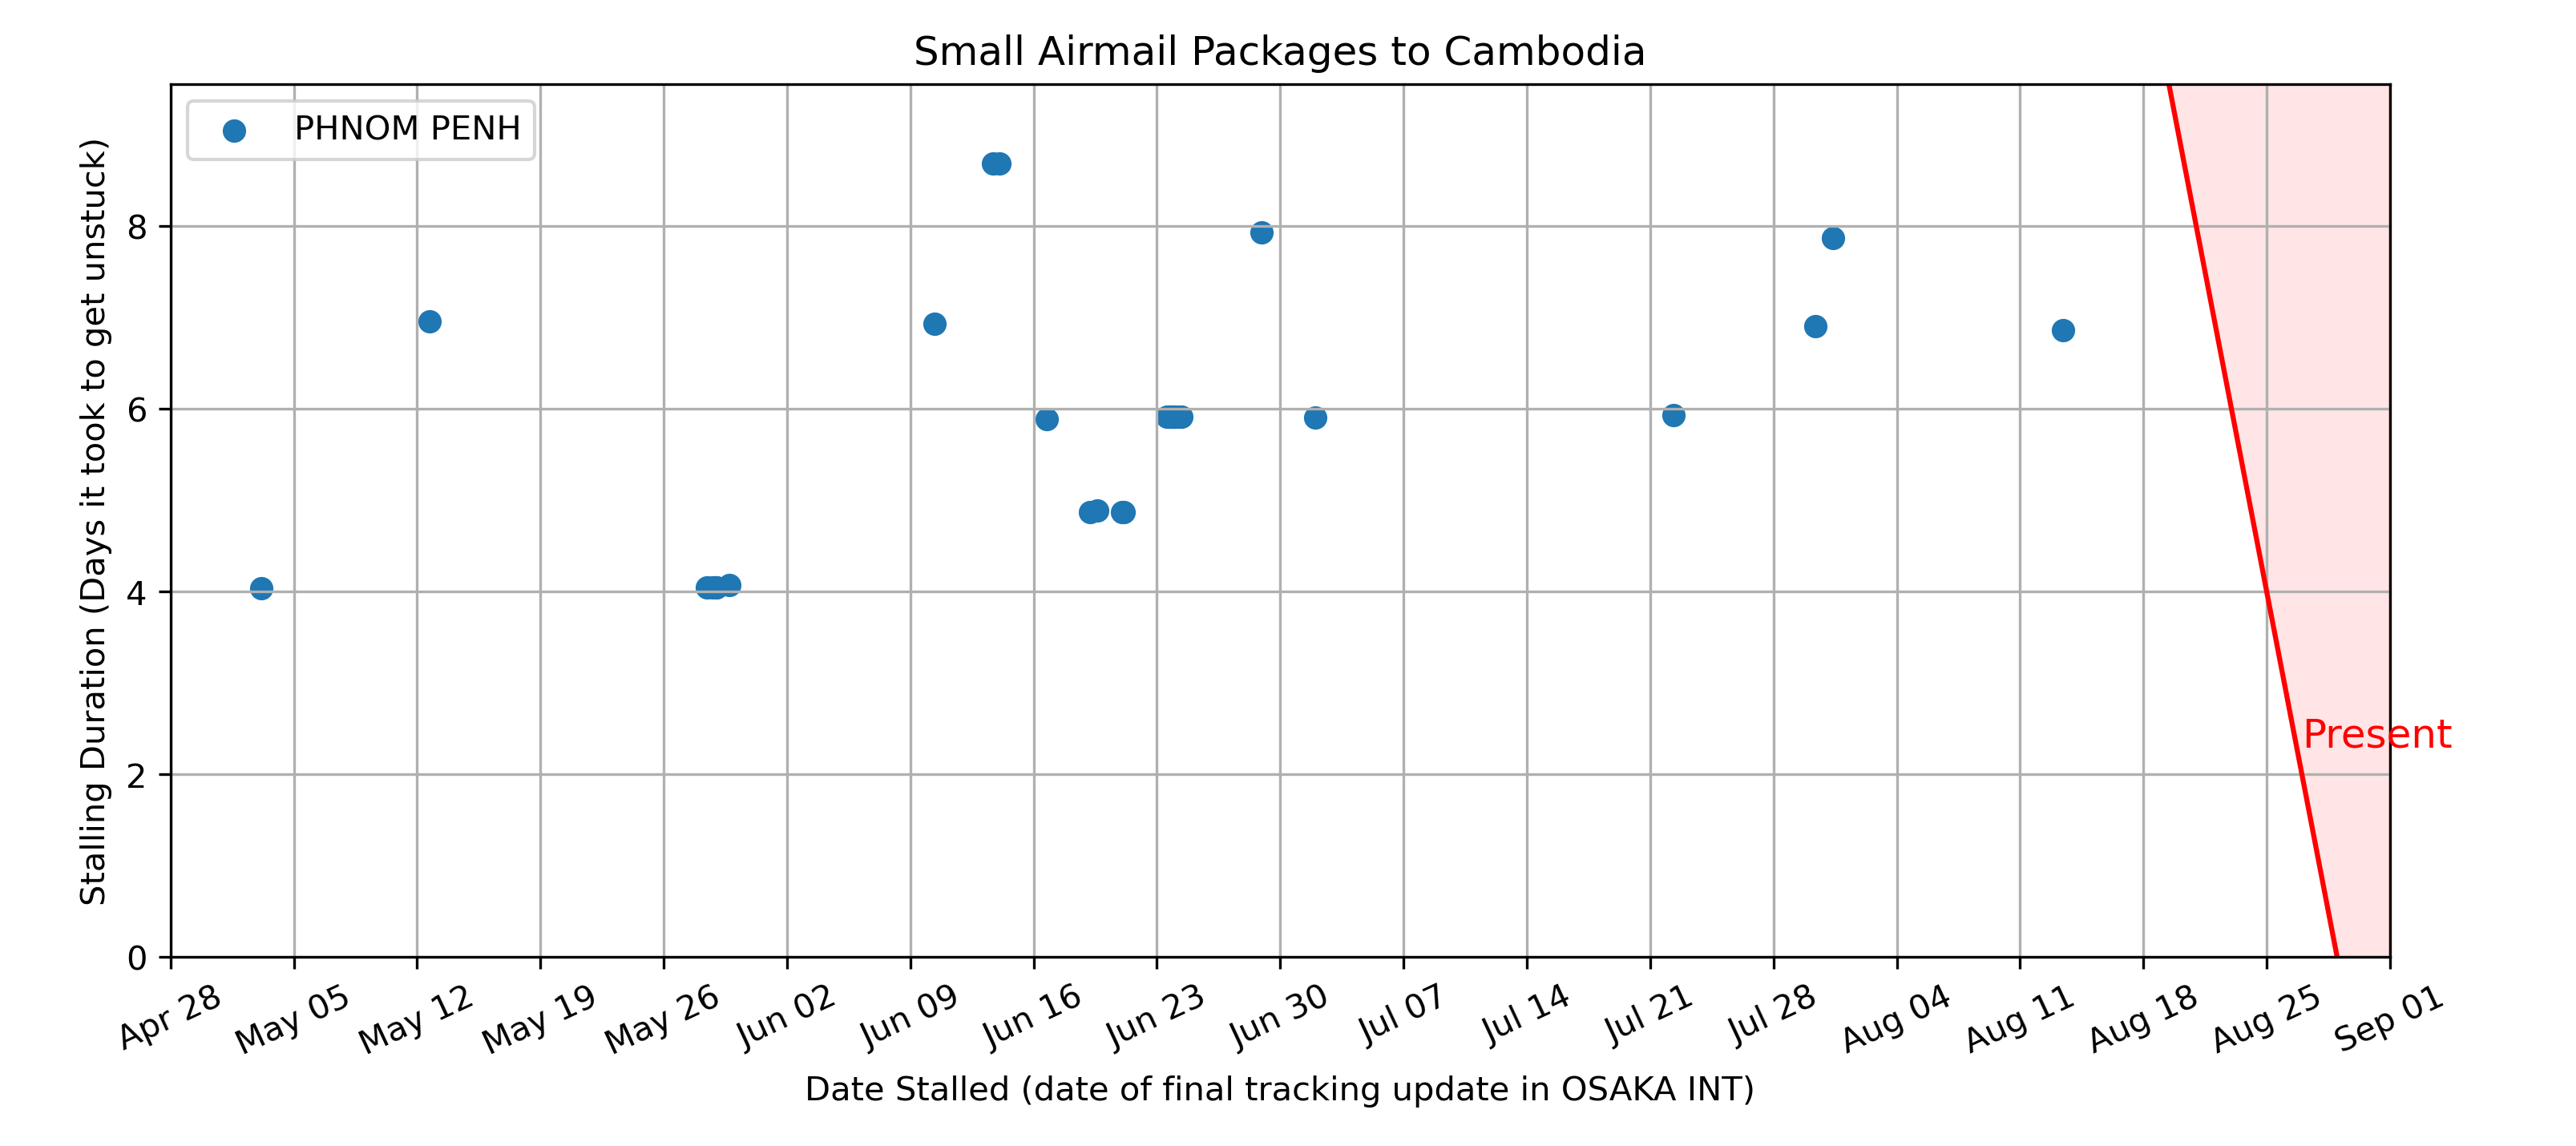 Small Airmail Packages to Cambodia
PHNOM PENH
Stalling Duration (Days it took to get unstuck)
8
6
4
2
0
Present
Apr 28
May 05
May 12
May 19
May 26
Jun 02
Jun 09
Jun 16
Jun 23
Jun 30
Jul 07
Jul 14
Jul 21
Jul 28
Aug 04
Aug 11
Aug 18
Aug 25
Sep 01
Date Stalled (date of final tracking update in OSAKA INT)